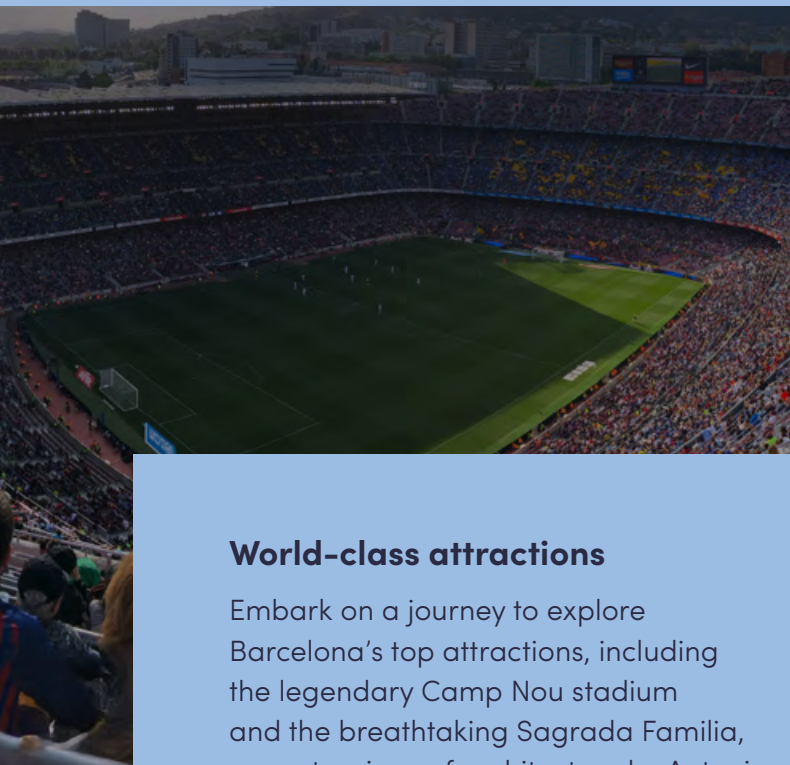 World-class attractions
Embark on a journey to explore
Barcelona's top attractions, including
the legendary Camp Nou stadium
and the breathtaking Sagrada Familia,